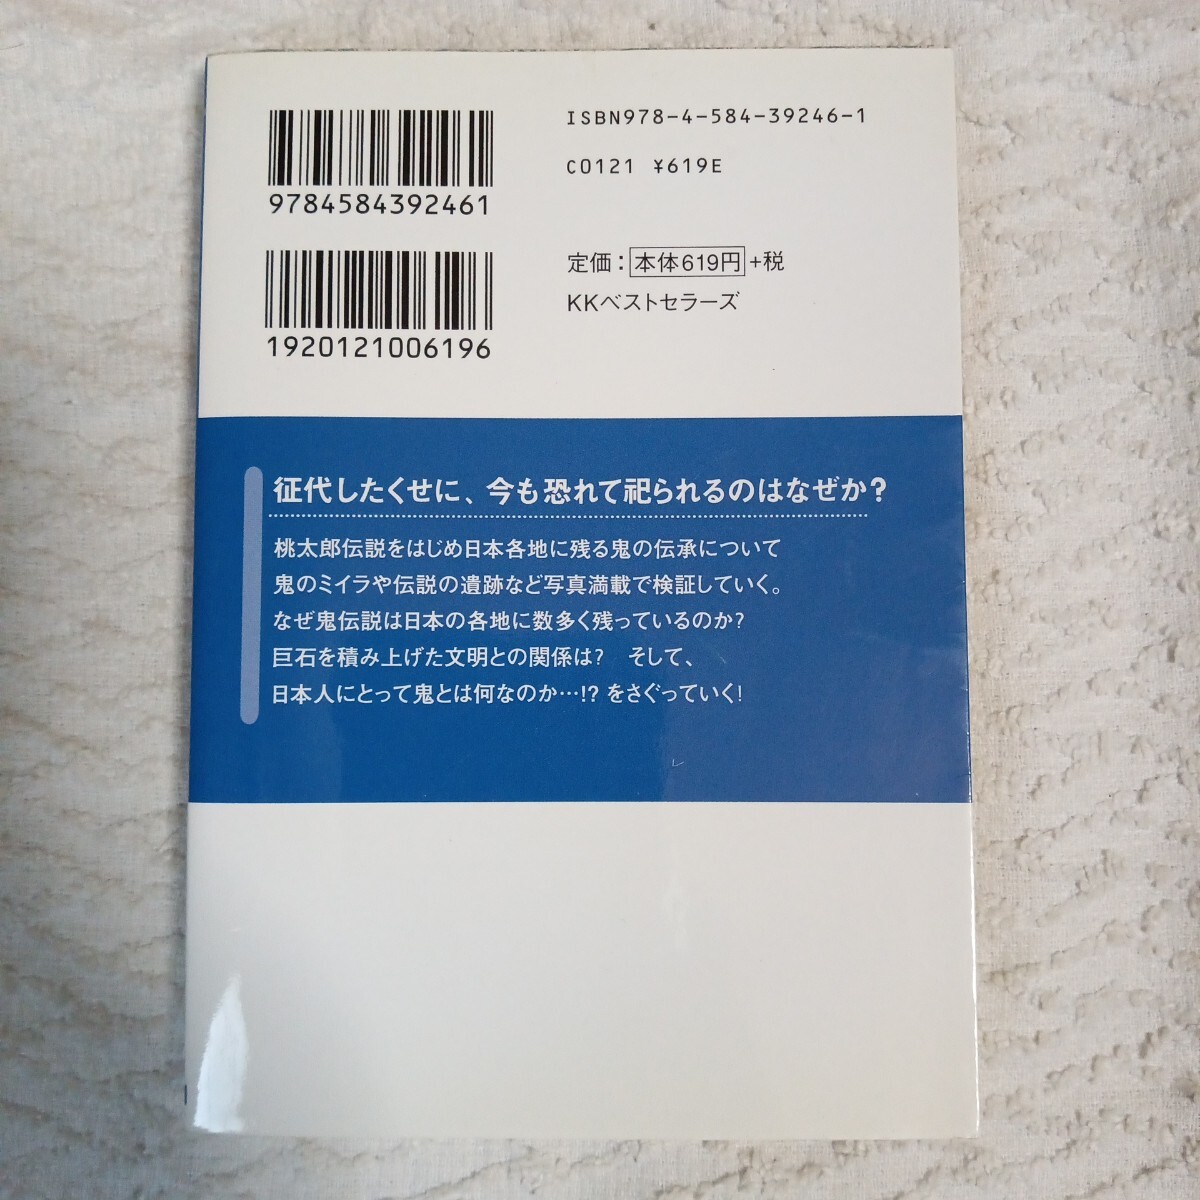 ISBN978-4-584-39246-1
C0121 ¥619E
9784584392461
1920121006196
定価：本体619円+税
KKベストセラーズ
征代したくせに、今も恐れて祀られるのはなぜか？
桃太郎伝説をはじめ日本各地に残る鬼の伝承について
鬼のミイラや伝説の遺跡など写真満載で検証していく。
なぜ鬼伝説は日本の各地に数多く残っているのか？
巨石を積み上げた文明との関係は？　そして、
日本人にとって鬼とは何なのか…!? をさぐっていく!